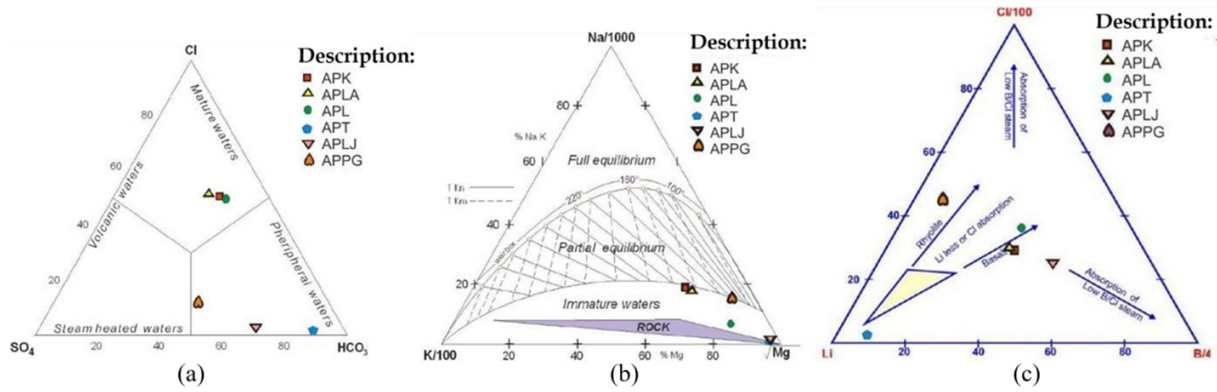 Cl
Description:
APK
APLA
APL
APT
APLJ
APPG
Mature waters
Volcanic waters
Pheripheral waters
Steam heated waters
80
60
40
20
SO₄
20
40
60
80
HCO₃
(a)
Na/1000
Description:
APK
APLA
APL
APT
APLJ
APPG
80
% Na K
60
Full equilibrium
T Kn
T Km
220°
180°
100°
40
Partial equilibrium
20
Immature waters
ROCK
K/100
20
40
60
% Mg
80
Mg
(b)
Cl/100
Description:
APK
APLA
APL
APT
APLJ
APPG
80
Absorption of
Low B/Cl steam
60
40
Rhyolite
Li less or Cl absorption
Basalt
20
Absorption of
Low B/Cl steam
Li
20
40
60
80
B/4
(c)